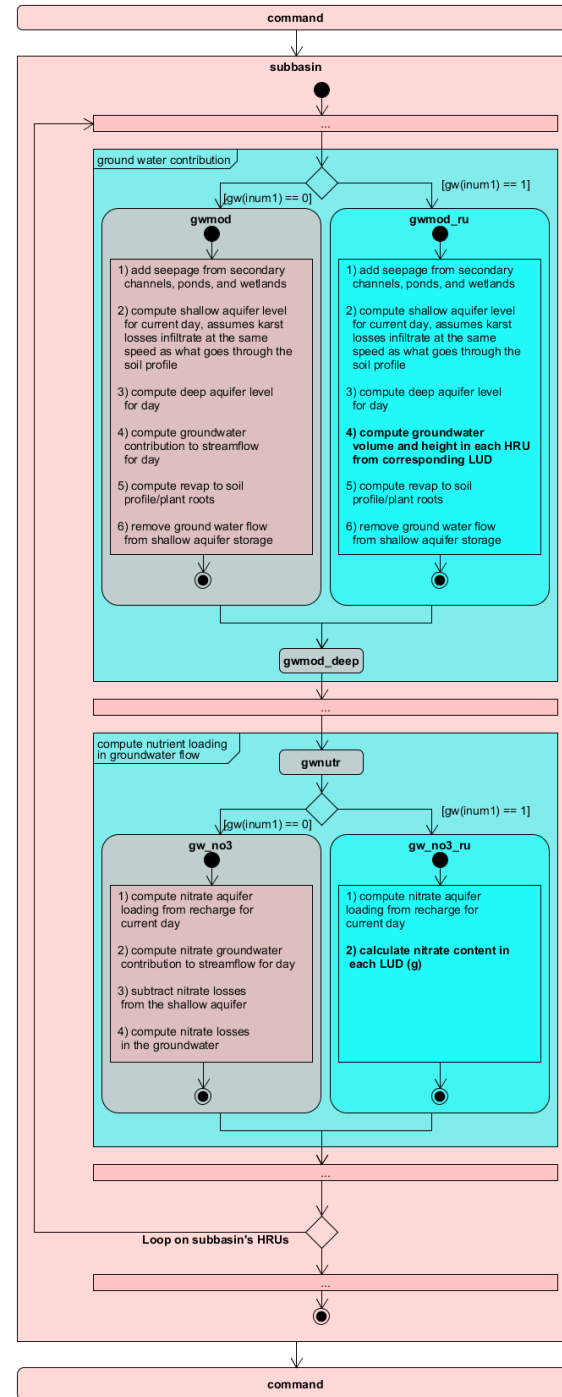 command
subbasin
...
ground water contribution
[gw(inum1) == 0]
[gw(inum1) == 1]
gwmod
1) add seepage from secondary
channels, ponds, and wetlands
2) compute shallow aquifer level
for current day, assumes karst
losses infiltrate at the same
speed as what goes through the
soil profile
3) compute deep aquifer level
for day
4) compute groundwater
contribution to streamflow
for day
5) compute revap to soil
profile/plant roots
6) remove ground water flow
from shallow aquifer storage
gwmod_ru
1) add seepage from secondary
channels, ponds, and wetlands
2) compute shallow aquifer level
for current day, assumes karst
losses infiltrate at the same
speed as what goes through the
soil profile
3) compute deep aquifer level
for day
4) compute groundwater
volume and height in each HRU
from corresponding LUD
5) compute revap to soil
profile/plant roots
6) remove ground water flow
from shallow aquifer storage
gwmod_deep
...
compute nutrient loading
in groundwater flow
gwnutr
[gw(inum1) == 0]
[gw(inum1) == 1]
gw_no3
1) compute nitrate aquifer
loading from recharge for
current day
2) compute nitrate groundwater
contribution to streamflow for day
3) subtract nitrate losses
from the shallow aquifer
4) compute nitrate losses
in the groundwater
gw_no3_ru
1) compute nitrate aquifer
loading from recharge for
current day
2) calculate nitrate content in
each LUD (g)
...
Loop on subbasin's HRUs
...
command